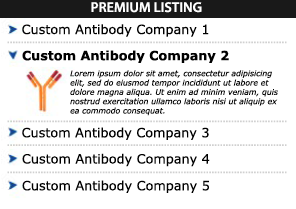 PREMIUM LISTING
Custom Antibody Company 1
Custom Antibody Company 2
Lorem ipsum dolor sit amet, consectetur adipisicing
elit, sed do eiusmod tempor incididunt ut labore et
dolore magna aliqua. Ut enim ad minim veniam, quis
nostrud exercitation ullamco laboris nisi ut aliquip ex
ea commodo consequat.
Custom Antibody Company 3
Custom Antibody Company 4
Custom Antibody Company 5